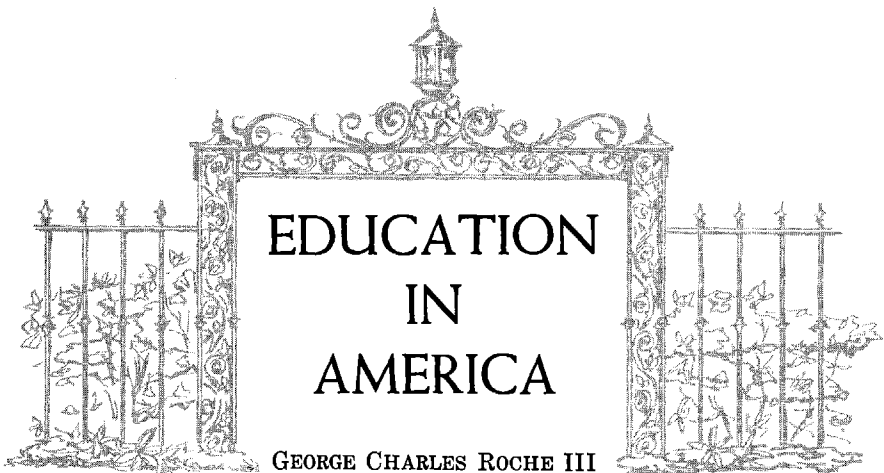 EDUCATION
IN
AMERICA
GEORGE CHARLES ROCHE III